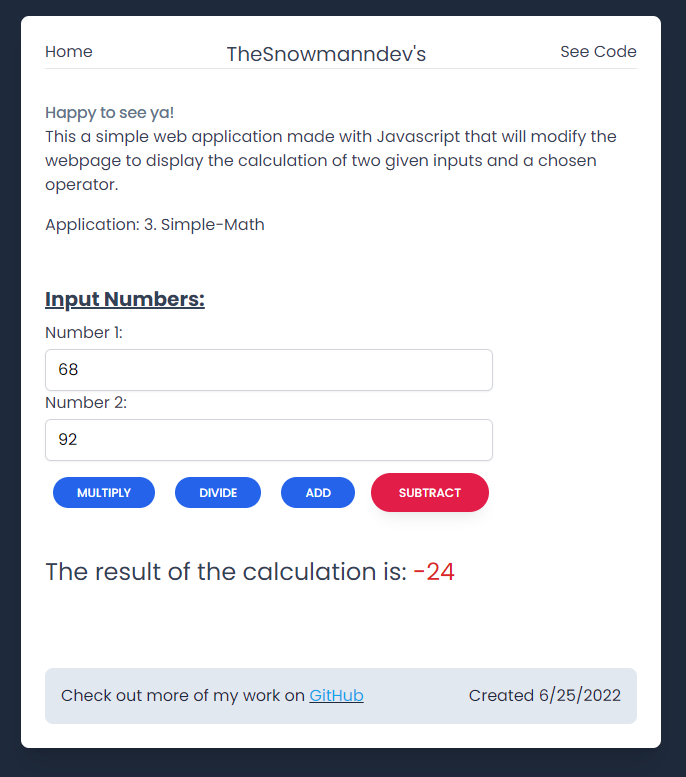 Home TheSnowmanndev's See Code
Happy to see ya!
This a simple web application made with Javascript that will modify the
webpage to display the calculation of two given inputs and a chosen
operator.
Application: 3. Simple-Math
Input Numbers:
Number 1:
68
Number 2:
92
MULTIPLY DIVIDE ADD SUBTRACT
The result of the calculation is: -24
Check out more of my work on GitHub Created 6/25/2022